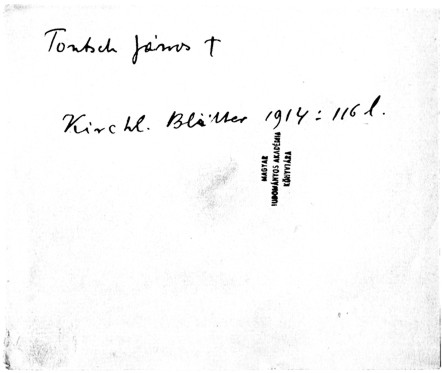 Tontsch János †
Kirchl. Blätter 1914: 116 l.
MAGYAR
TUDOMÁNYOS AKADÉMIA
KÖNYVTÁRA